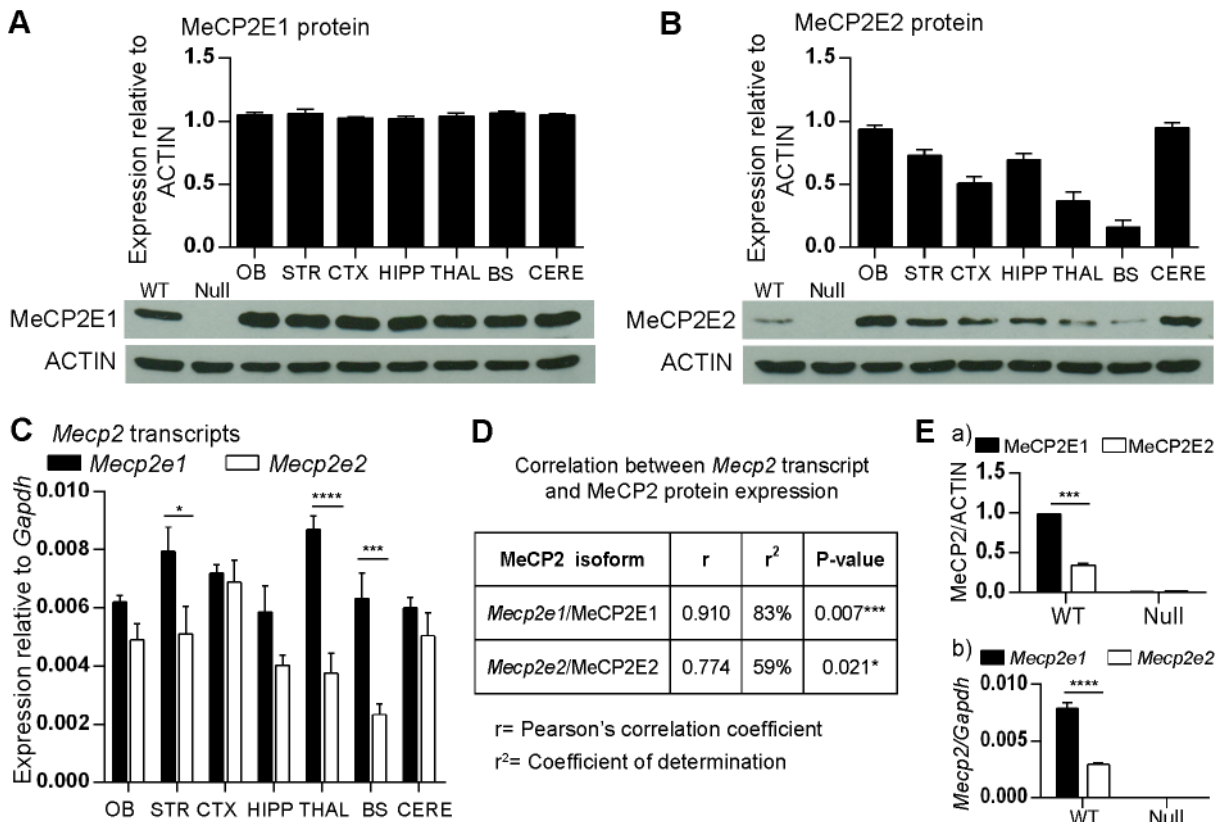 A
MeCP2E1 protein
Expression relative to
ACTIN
1.5
1.0
0.5
0.0
OB STR CTX HIPP THAL BS CERE
WT Null
MeCP2E1
ACTIN
B
MeCP2E2 protein
Expression relative to
ACTIN
1.5
1.0
0.5
0.0
OB STR CTX HIPP THAL BS CERE
WT Null
MeCP2E2
ACTIN
C Mecp2 transcripts
Mecp2e1 Mecp2e2
Expression relative to Gapdh
0.010
0.008
0.006
0.004
0.002
0.000
* **** ***
OB STR CTX HIPP THAL BS CERE
D
Correlation between Mecp2 transcript
and MeCP2 protein expression
MeCP2 isoform r r² P-value
Mecp2e1/MeCP2E1 0.910 83% 0.007***
Mecp2e2/MeCP2E2 0.774 59% 0.021*
r= Pearson's correlation coefficient
r²= Coefficient of determination
E a)
MeCP2E1 MeCP2E2
MeCP2/ACTIN
1.5
1.0
0.5
0.0
***
WT Null
b)
Mecp2e1 Mecp2e2
Mecp2/Gapdh
0.010
0.005
0.000
****
WT Null